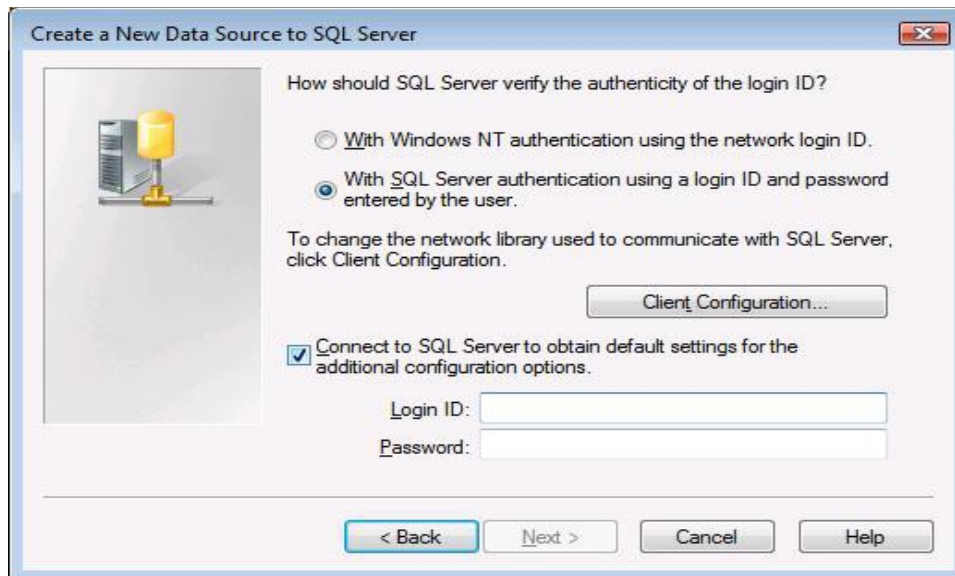 Create a New Data Source to SQL Server
How should SQL Server verify the authenticity of the login ID?
With Windows NT authentication using the network login ID.
With SQL Server authentication using a login ID and password
entered by the user.
To change the network library used to communicate with SQL Server,
click Client Configuration.
Client Configuration...
Connect to SQL Server to obtain default settings for the
additional configuration options.
Login ID:
Password:
< Back Next > Cancel Help